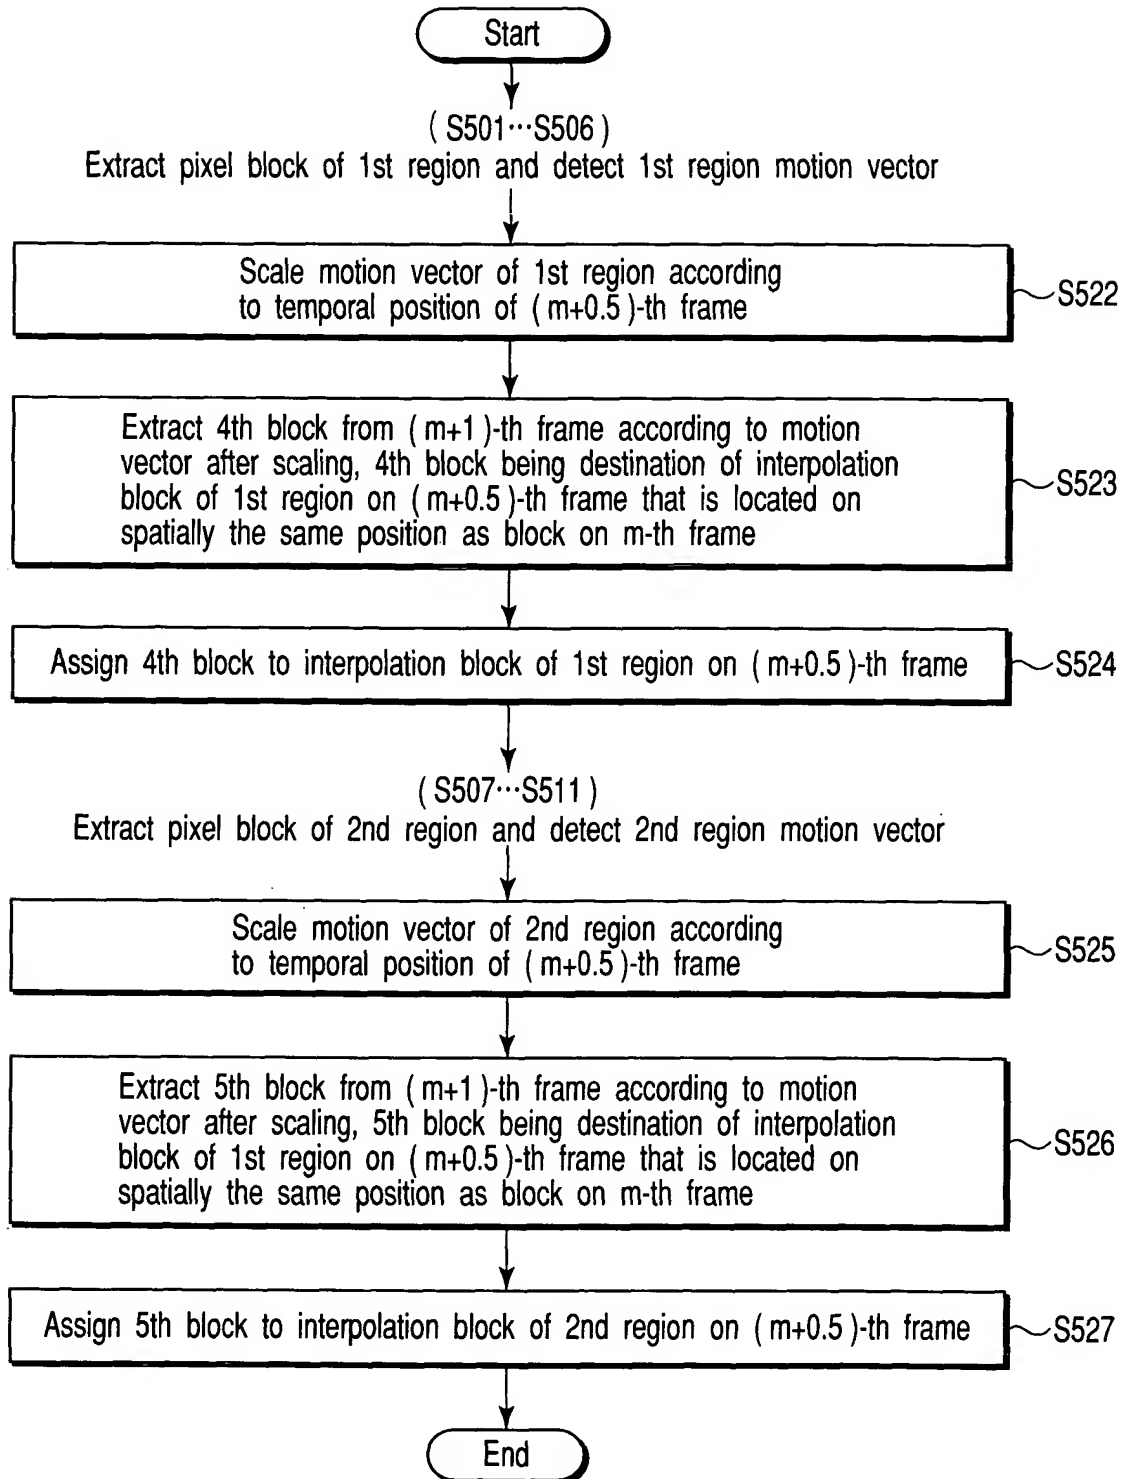 Start
( S501···S506 )
Extract pixel block of 1st region and detect 1st region motion vector
Scale motion vector of 1st region according
to temporal position of ( m+0.5 )-th frame
S522
Extract 4th block from ( m+1 )-th frame according to motion
vector after scaling, 4th block being destination of interpolation
block of 1st region on ( m+0.5 )-th frame that is located on
spatially the same position as block on m-th frame
S523
Assign 4th block to interpolation block of 1st region on ( m+0.5 )-th frame
S524
( S507···S511 )
Extract pixel block of 2nd region and detect 2nd region motion vector
Scale motion vector of 2nd region according
to temporal position of ( m+0.5 )-th frame
S525
Extract 5th block from ( m+1 )-th frame according to motion
vector after scaling, 5th block being destination of interpolation
block of 1st region on ( m+0.5 )-th frame that is located on
spatially the same position as block on m-th frame
S526
Assign 5th block to interpolation block of 2nd region on ( m+0.5 )-th frame
S527
End